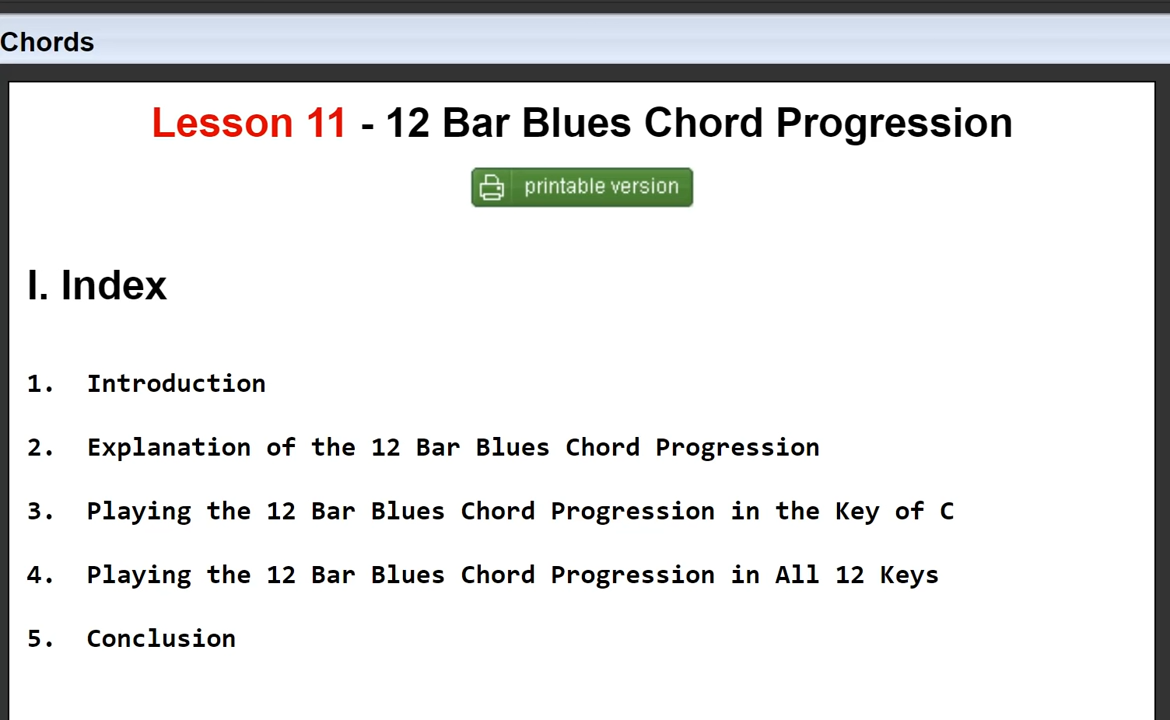 Chords
Lesson 11 - 12 Bar Blues Chord Progression
printable version
I. Index
1. Introduction
2. Explanation of the 12 Bar Blues Chord Progression
3. Playing the 12 Bar Blues Chord Progression in the Key of C
4. Playing the 12 Bar Blues Chord Progression in All 12 Keys
5. Conclusion